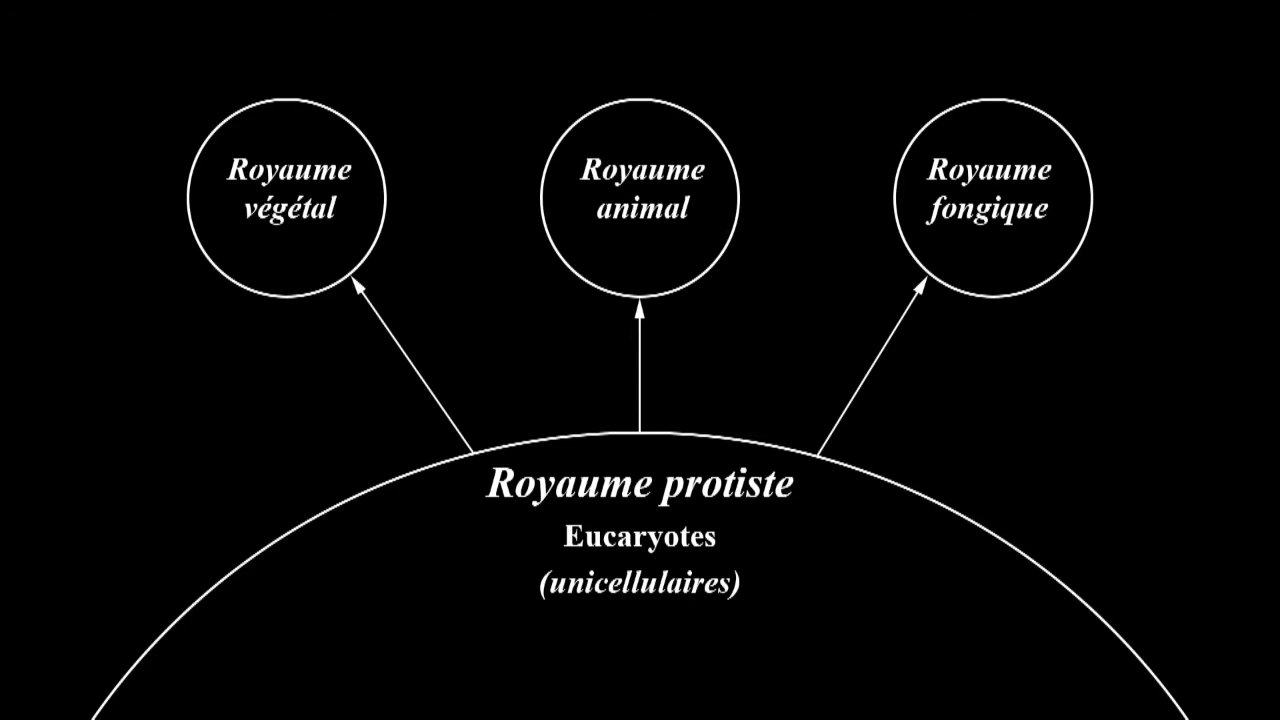 Royaume
végétal
Royaume
animal
Royaume
fongique
Royaume protiste
Eucaryotes
(unicellulaires)